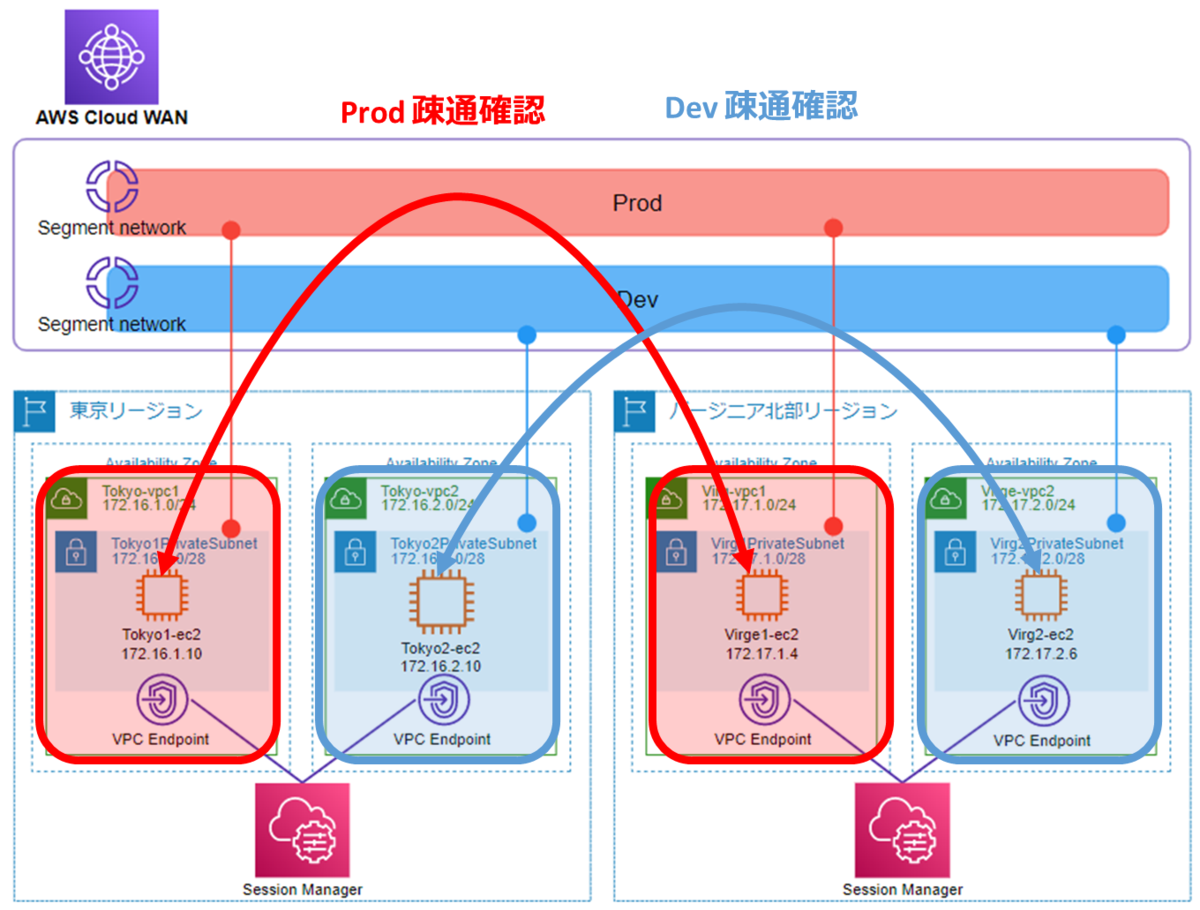 AWS Cloud WAN
Prod 疎通確認
Dev 疎通確認
Prod
Segment network
Dev
Segment network
東京リージョン
バージニア北部リージョン
Availability Zone
Availability Zone
Availability Zone
Availability Zone
Tokyo-vpc1
172.16.1.0/24
Tokyo-vpc2
172.16.2.0/24
Virg-vpc1
172.17.1.0/24
Virge-vpc2
172.17.2.0/24
Tokyo1PrivateSubnet
172.16.1.0/28
Tokyo2PrivateSubnet
172.16.2.0/28
Virg1PrivateSubnet
172.17.1.0/28
Virg2PrivateSubnet
172.17.2.0/28
Tokyo1-ec2
172.16.1.10
Tokyo2-ec2
172.16.2.10
Virge1-ec2
172.17.1.4
Virg2-ec2
172.17.2.6
VPC Endpoint
VPC Endpoint
VPC Endpoint
VPC Endpoint
Session Manager
Session Manager